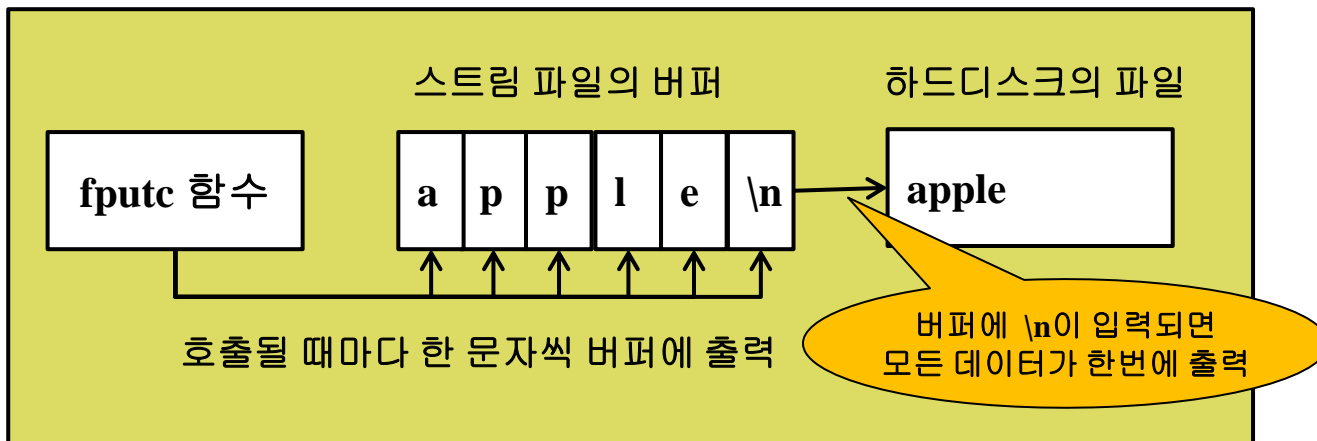 스트림 파일의 버퍼
하드디스크의 파일
fputc 함수
a p p l e \n
apple
호출될 때마다 한 문자씩 버퍼에 출력
버퍼에 \n이 입력되면
모든 데이터가 한번에 출력